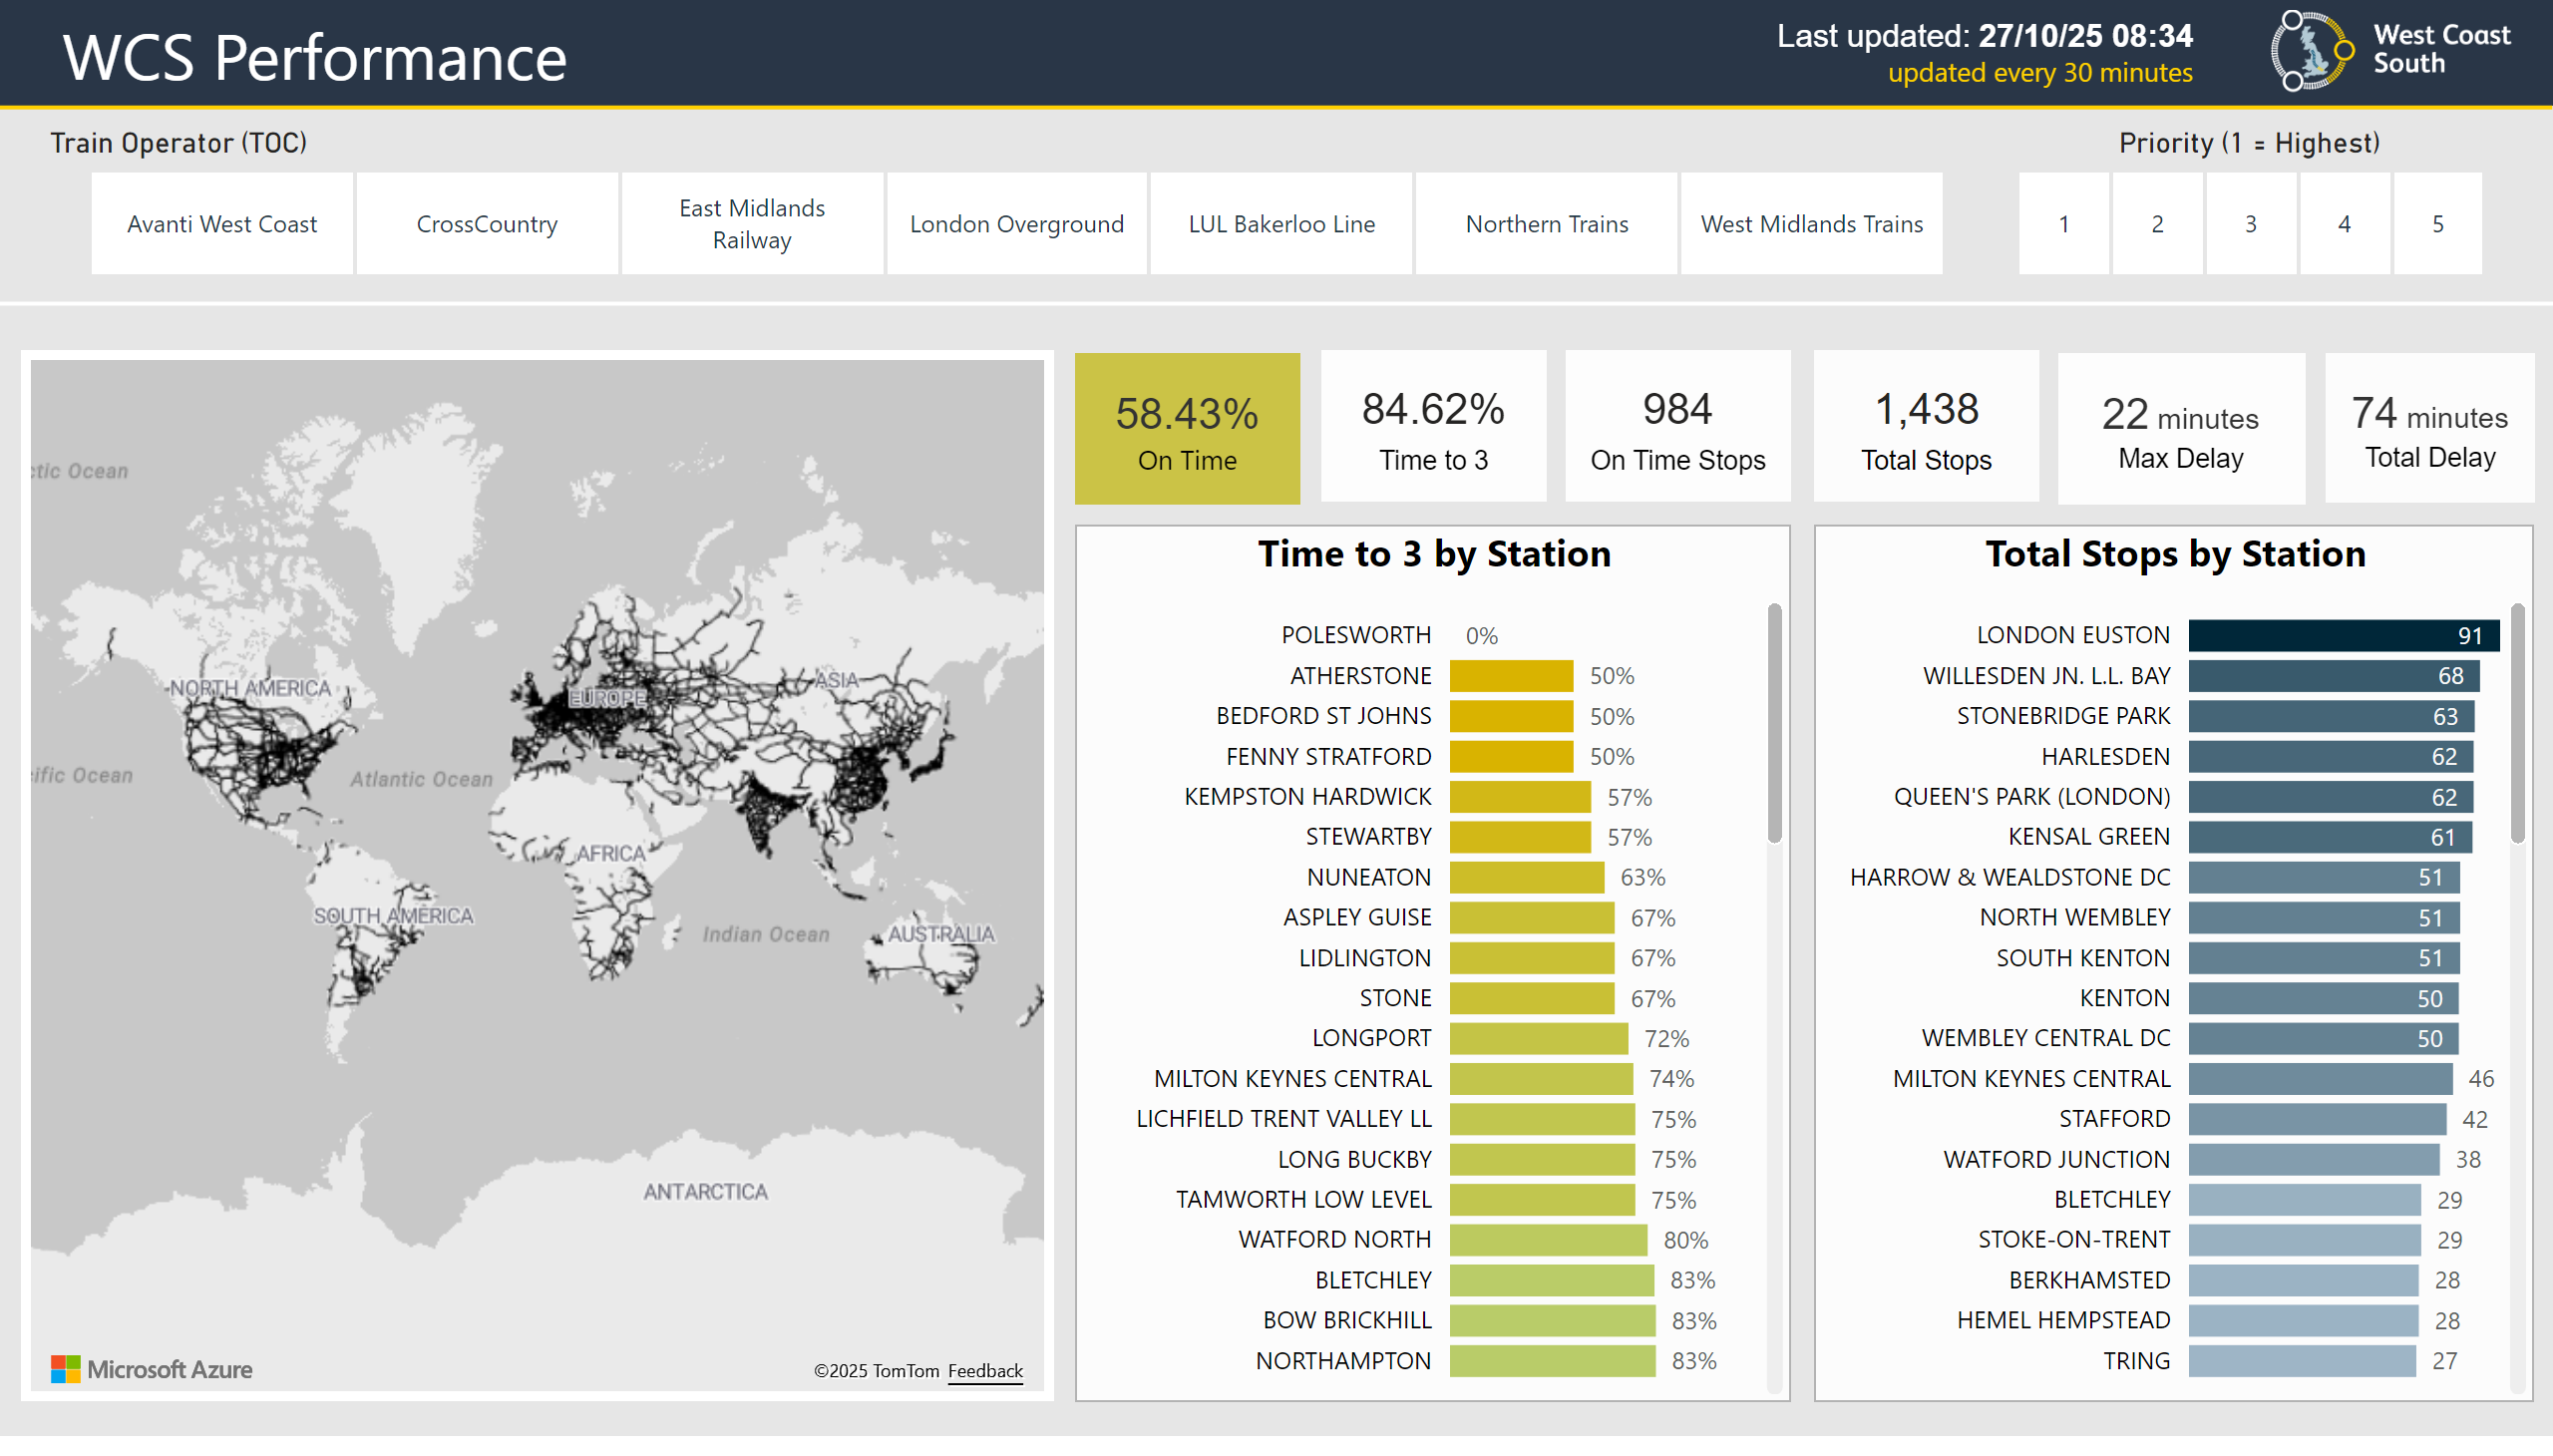 WCS Performance
Last updated: 27/10/25 08:34
updated every 30 minutes
West Coast
South
Train Operator (TOC)
Priority (1 = Highest)
Avanti West Coast
CrossCountry
East Midlands
Railway
London Overground
LUL Bakerloo Line
Northern Trains
West Midlands Trains
1
2
3
4
5
ctic Ocean
NORTH AMERICA
EUROPE
ASIA
ific Ocean
Atlantic Ocean
AFRICA
SOUTH AMERICA
Indian Ocean
AUSTRALIA
ANTARCTICA
Microsoft Azure
©2025 TomTom Feedback
58.43%
On Time
84.62%
Time to 3
984
On Time Stops
1,438
Total Stops
22 minutes
Max Delay
74 minutes
Total Delay
Time to 3 by Station
POLESWORTH 0%
ATHERSTONE 50%
BEDFORD ST JOHNS 50%
FENNY STRATFORD 50%
KEMPSTON HARDWICK 57%
STEWARTBY 57%
NUNEATON 63%
ASPLEY GUISE 67%
LIDLINGTON 67%
STONE 67%
LONGPORT 72%
MILTON KEYNES CENTRAL 74%
LICHFIELD TRENT VALLEY LL 75%
LONG BUCKBY 75%
TAMWORTH LOW LEVEL 75%
WATFORD NORTH 80%
BLETCHLEY 83%
BOW BRICKHILL 83%
NORTHAMPTON 83%
Total Stops by Station
LONDON EUSTON 91
WILLESDEN JN. L.L. BAY 68
STONEBRIDGE PARK 63
HARLESDEN 62
QUEEN'S PARK (LONDON) 62
KENSAL GREEN 61
HARROW & WEALDSTONE DC 51
NORTH WEMBLEY 51
SOUTH KENTON 51
KENTON 50
WEMBLEY CENTRAL DC 50
MILTON KEYNES CENTRAL 46
STAFFORD 42
WATFORD JUNCTION 38
BLETCHLEY 29
STOKE-ON-TRENT 29
BERKHAMSTED 28
HEMEL HEMPSTEAD 28
TRING 27